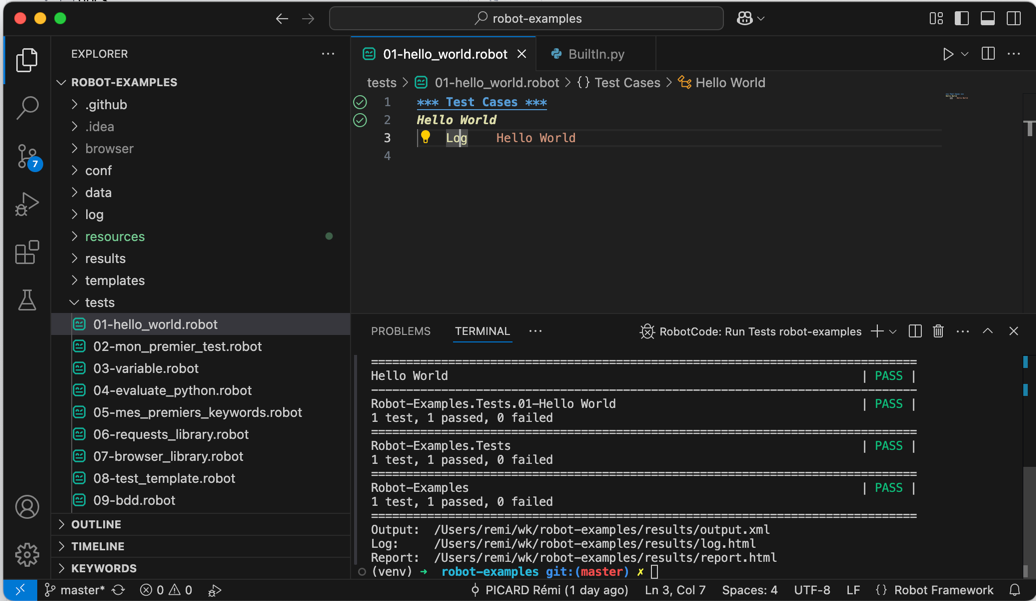 robot-examples
EXPLORER
ROBOT-EXAMPLES
.github
.idea
browser
conf
data
log
resources
results
templates
tests
01-hello_world.robot
02-mon_premier_test.robot
03-variable.robot
04-evaluate_python.robot
05-mes_premiers_keywords.robot
06-requests_library.robot
07-browser_library.robot
08-test_template.robot
09-bdd.robot
OUTLINE
TIMELINE
KEYWORDS
7
01-hello_world.robot
BuiltIn.py
tests > 01-hello_world.robot > {} Test Cases > Hello World
1 *** Test Cases ***
2 Hello World
3 Log Hello World
4
PROBLEMS TERMINAL ... RobotCode: Run Tests robot-examples
==============================================================================
Hello World | PASS |
------------------------------------------------------------------------------
Robot-Examples.Tests.01-Hello World | PASS |
1 test, 1 passed, 0 failed
==============================================================================
Robot-Examples.Tests | PASS |
1 test, 1 passed, 0 failed
==============================================================================
Robot-Examples | PASS |
1 test, 1 passed, 0 failed
==============================================================================
Output: /Users/remi/wk/robot-examples/results/output.xml
Log: /Users/remi/wk/robot-examples/results/log.html
Report: /Users/remi/wk/robot-examples/results/report.html
(venv) → robot-examples git:(master) ✗
master* 0 0 PICARD Rémi (1 day ago) Ln 3, Col 7 Spaces: 4 UTF-8 LF {} Robot Framework